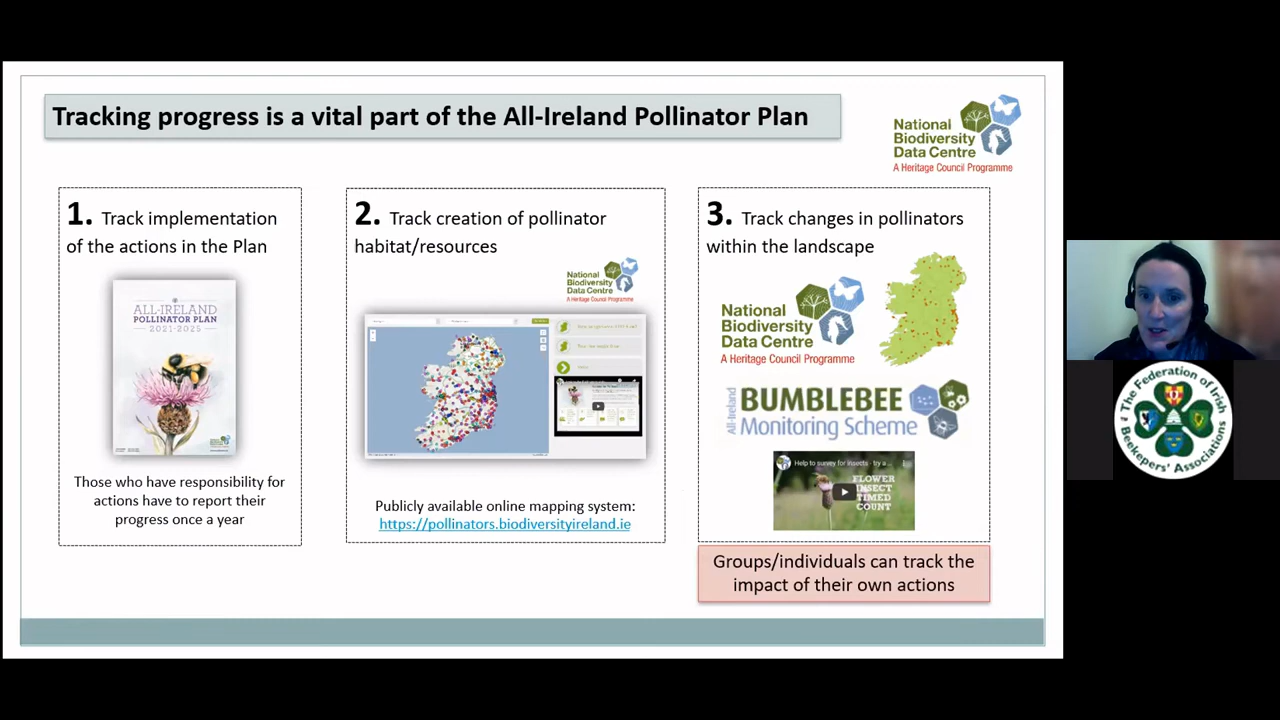 Tracking progress is a vital part of the All-Ireland Pollinator Plan
National
Biodiversity
Data Centre
A Heritage Council Programme
1. Track implementation
of the actions in the Plan
ALL-IRELAND
POLLINATOR PLAN
2021-2025
Those who have responsibility for
actions have to report their
progress once a year
2. Track creation of pollinator
habitat/resources
National
Biodiversity
Data Centre
A Heritage Council Programme
Publicly available online mapping system:
https://pollinators.biodiversityireland.ie
3. Track changes in pollinators
within the landscape
National
Biodiversity
Data Centre
A Heritage Council Programme
All-Ireland
BUMBLEBEE
Monitoring Scheme
Help to survey for insects - try a ...
FLOWER
INSECT
TIMED
COUNT
Groups/individuals can track the
impact of their own actions
The Federation of Irish
Beekepers' Associations